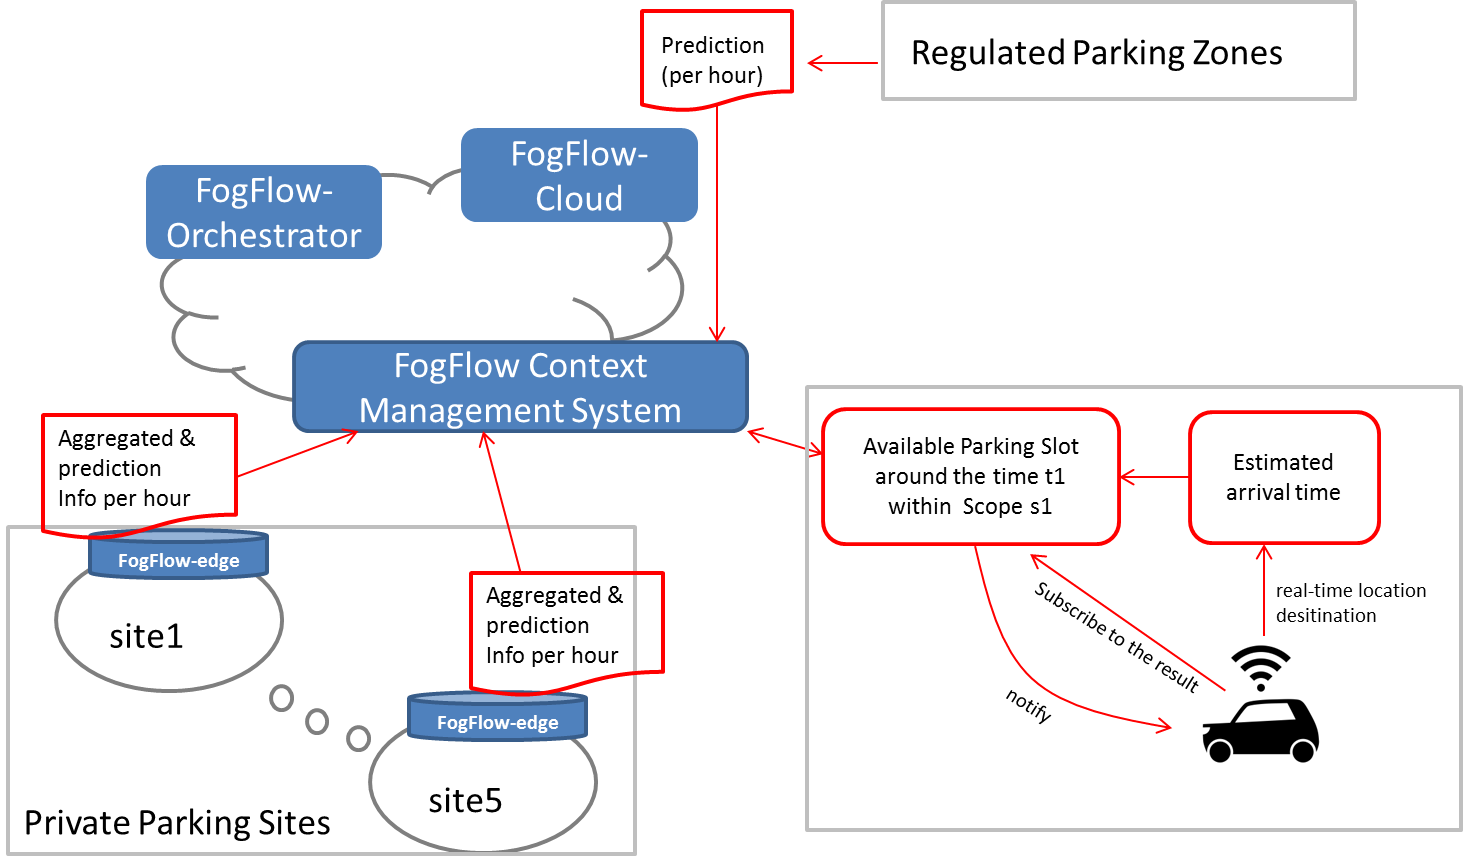 Prediction
(per hour)
Regulated Parking Zones
FogFlow-
Orchestrator
FogFlow-
Cloud
FogFlow Context
Management System
Aggregated &
prediction
Info per hour
FogFlow-edge
site1
Aggregated &
prediction
Info per hour
FogFlow-edge
site5
Private Parking Sites
Available Parking Slot
around the time t1
within Scope s1
Estimated
arrival time
real-time location
desitination
Subscribe to the result
notify